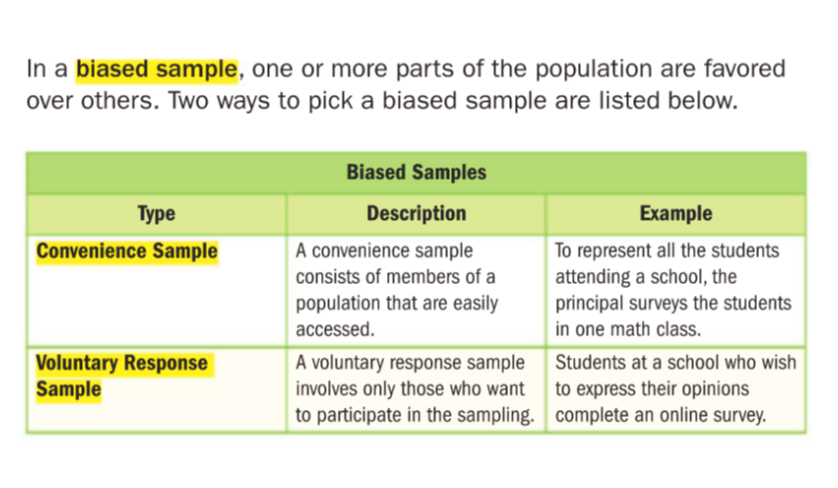 In a biased sample, one or more parts of the population are favored
over others. Two ways to pick a biased sample are listed below.
Biased Samples
Type
Description
Example
Convenience Sample
A convenience sample
consists of members of a
population that are easily
accessed.
To represent all the students
attending a school, the
principal surveys the students
in one math class.
Voluntary Response
Sample
A voluntary response sample
involves only those who want
to participate in the sampling.
Students at a school who wish
to express their opinions
complete an online survey.